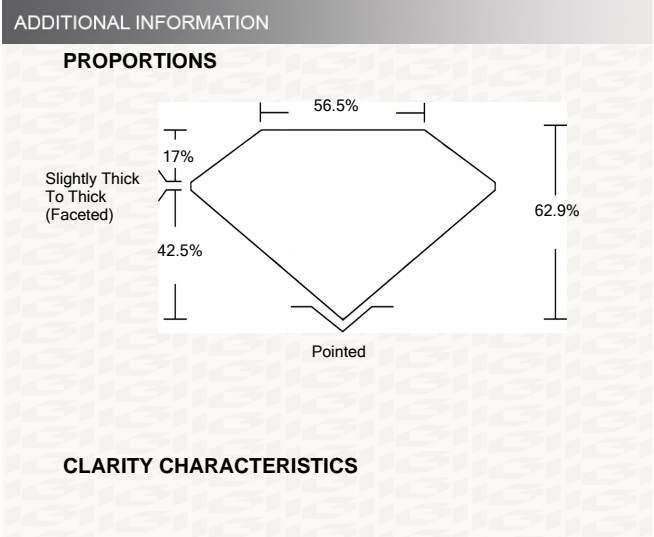 ADDITIONAL INFORMATION
PROPORTIONS
56.5%
17%
Slightly Thick
To Thick
(Faceted)
62.9%
42.5%
Pointed
CLARITY CHARACTERISTICS